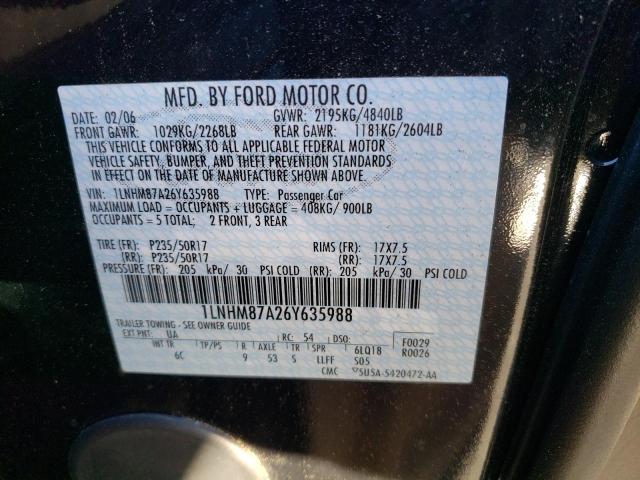 MFD. BY FORD MOTOR CO.
DATE: 02/06 GVWR: 2195KG/4840LB
FRONT GAWR: 1029KG/2268LB REAR GAWR: 1181KG/2604LB
THIS VEHICLE CONFORMS TO ALL APPLICABLE FEDERAL MOTOR
VEHICLE SAFETY, BUMPER, AND THEFT PREVENTION STANDARDS
IN EFFECT ON THE DATE OF MANUFACTURE SHOWN ABOVE.
VIN: 1LNHM87A26Y635988 TYPE: Passenger Car
MAXIMUM LOAD = OCCUPANTS + LUGGAGE = 408KG/ 900LB
OCCUPANTS = 5 TOTAL: 2 FRONT, 3 REAR
TIRE (FR): P235/50R17 RIMS (FR): 17X7.5
(RR): P235/50R17 (RR): 17X7.5
PRESSURE (FR): 205 kPa/ 30 PSI COLD (RR): 205 kPa/ 30 PSI COLD
1LNHM87A26Y635988
TRAILER TOWING - SEE OWNER GUIDE
EXT PNT: UA RC: 54 DSO: F0029
INT TR TP/PS R AXLE TR SPR 6LQ18 R0026
6C 9 53 S LLFF S05
CMC 5U5A-5420472-AA